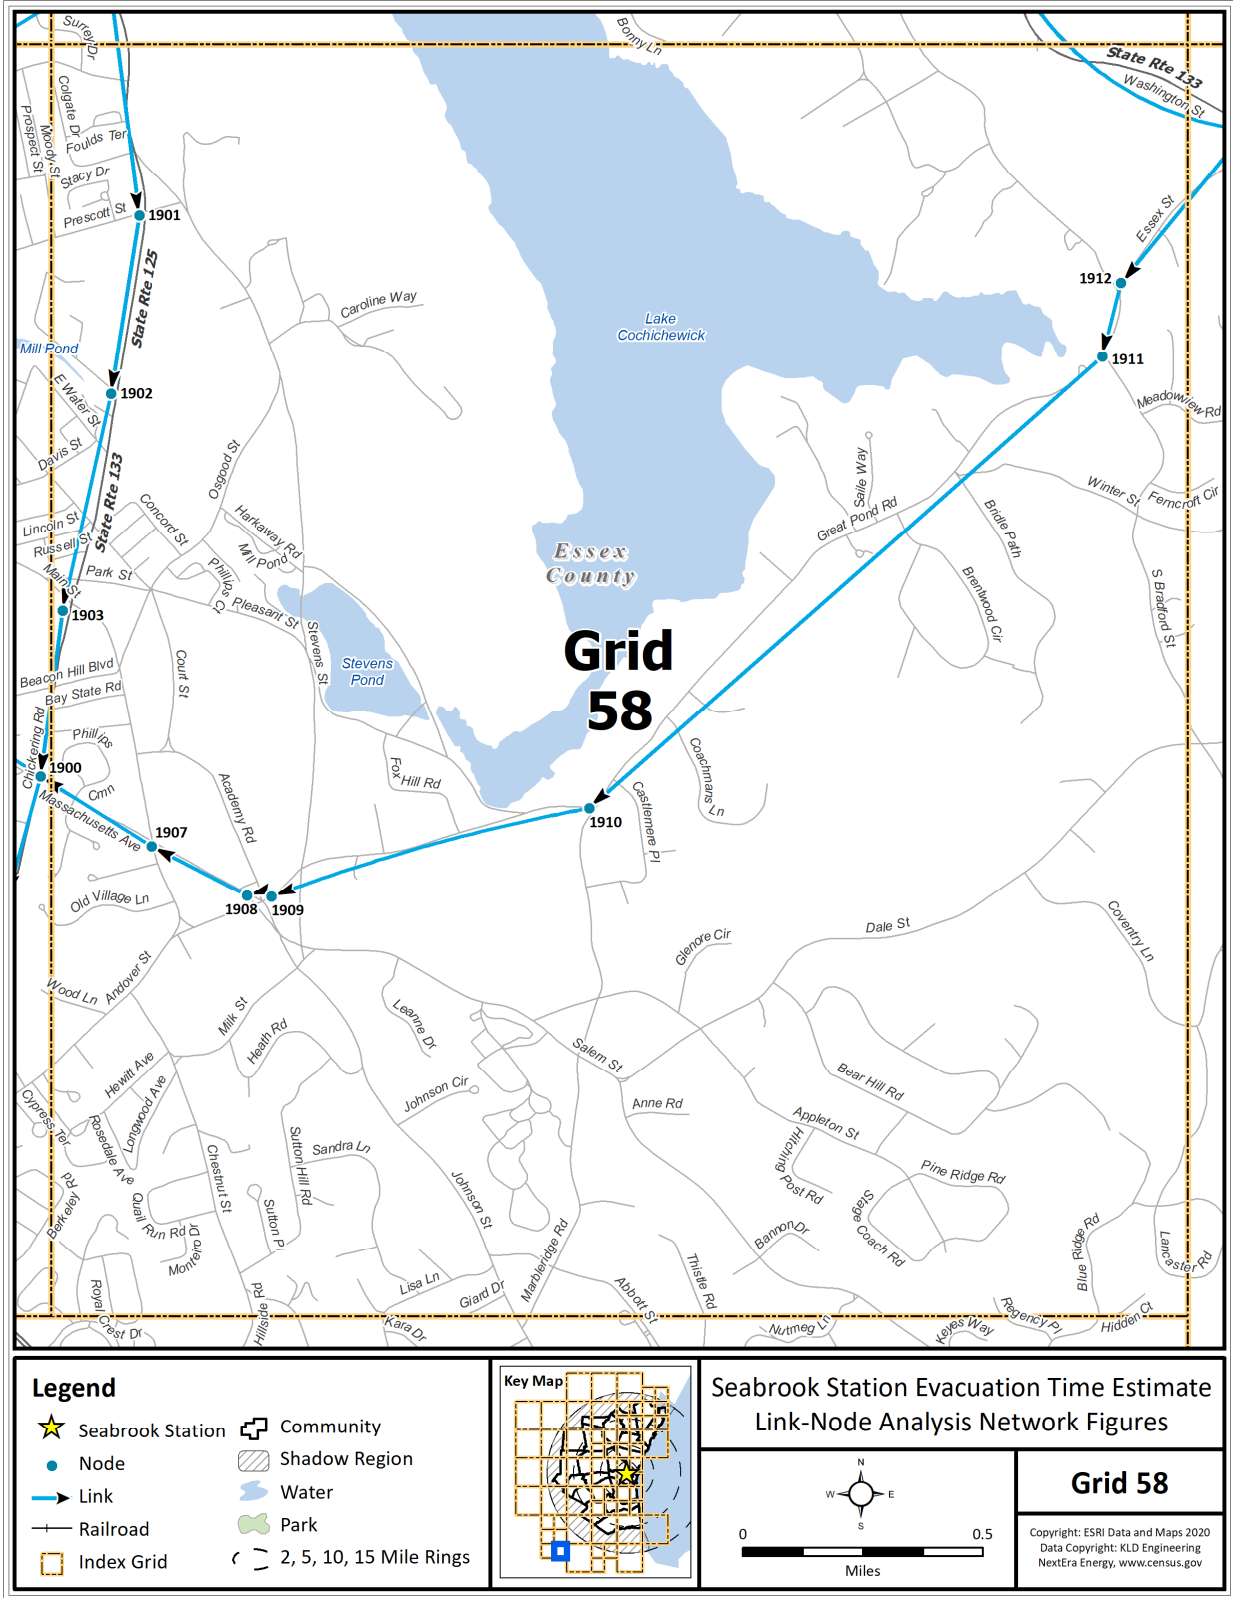 Surrey Dr
Bonny Ln
State Rte 133
Washington St
Colgate Dr
Prospect St
Moody St
Foulds Ter
Stacy Dr
Prescott St
1901
Essex St
1912
State Rte 125
Caroline Way
Lake
Cochichewick
Mill Pond
1911
1902
E Water St
Meadowview Rd
Davis St
Osgood St
Saile Way
State Rte 133
Concord St
Winter St
Ferncroft Cir
Great Pond Rd
Bridle Path
Lincoln St
Russell St
Harkaway Rd
Mill Pond
Essex
County
Main St
Park St
Phillips Ct
Pleasant St
Brentwood Cir
S Bradford St
1903
Stevens St
Grid
58
Stevens
Pond
Court St
Beacon Hill Blvd
Bay State Rd
Chickering Rd
Phillips
Cmn
1900
Fox Hill Rd
Coachmans Ln
Castlemere Pl
Academy Rd
Massachusetts Ave
1907
1910
Old Village Ln
1908
1909
Dale St
Coventry Ln
Glenore Cir
Andover St
Wood Ln
Milk St
Heath Rd
Leanne Dr
Salem St
Hewitt Ave
Longwood Ave
Johnson Cir
Anne Rd
Bear Hill Rd
Appleton St
Cypress Ter
Rosedale Ave
Chestnut St
Sutton Hill Rd
Sandra Ln
Hitching
Post Rd
Pine Ridge Rd
Berkeley Rd
Quail Run Rd
Sutton Pl
Johnson St
Stage
Coach Rd
Bannon Dr
Marbleridge Rd
Blue Ridge Rd
Lancaster Rd
Monteiro Dr
Thistle Rd
Lisa Ln
Giard Dr
Abbott St
Royal Crest Dr
Hillside Rd
Kara Dr
Nutmeg Ln
Keyes Way
Regency Pl
Hidden Ct
Legend
Seabrook Station
Node
Link
Railroad
Index Grid
Community
Shadow Region
Water
Park
2, 5, 10, 15 Mile Rings
Key Map
Seabrook Station Evacuation Time Estimate
Link-Node Analysis Network Figures
N
W
E
S
0
0.5
Miles
Grid 58
Copyright: ESRI Data and Maps 2020
Data Copyright: KLD Engineering
NextEra Energy, www.census.gov